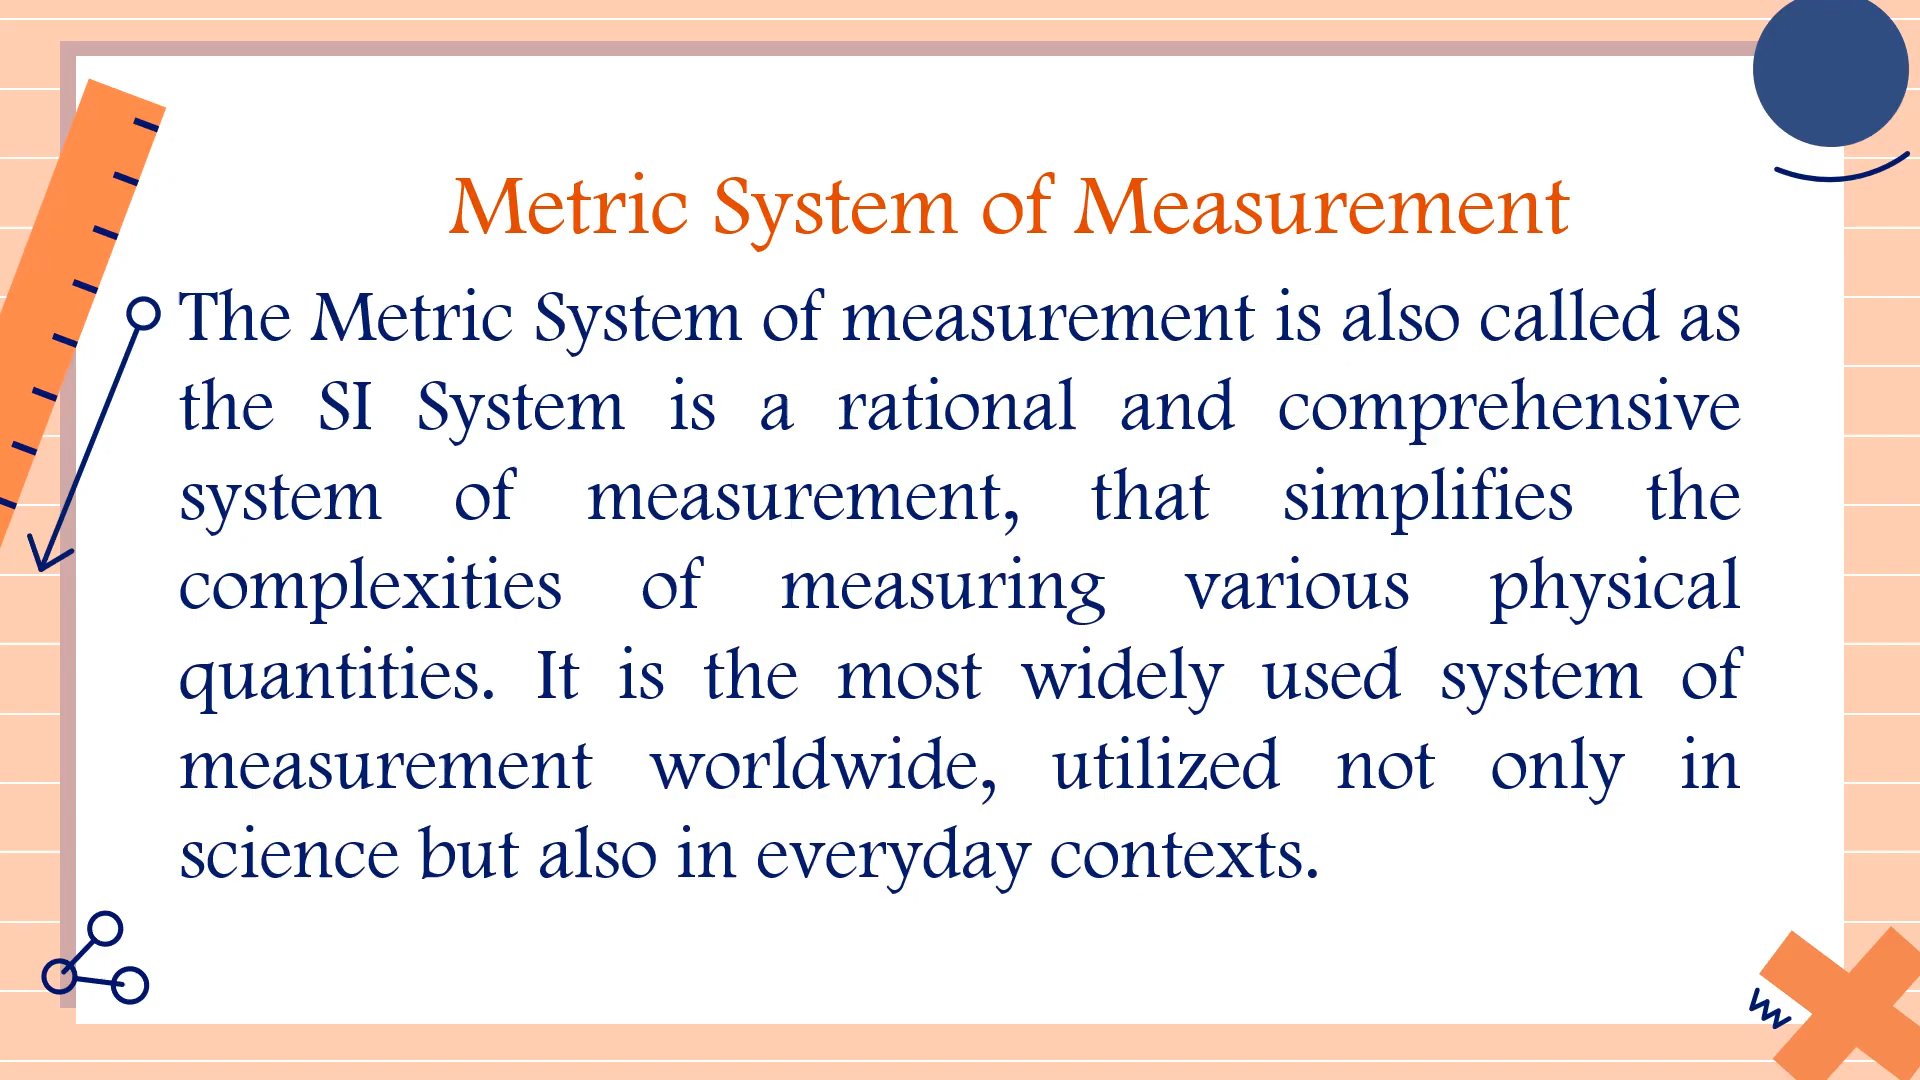 Metric System of Measurement
The Metric System of measurement is also called as
the SI System is a rational and comprehensive
system of measurement, that simplifies the
complexities of measuring various physical
quantities. It is the most widely used system of
measurement worldwide, utilized not only in
science but also in everyday contexts.